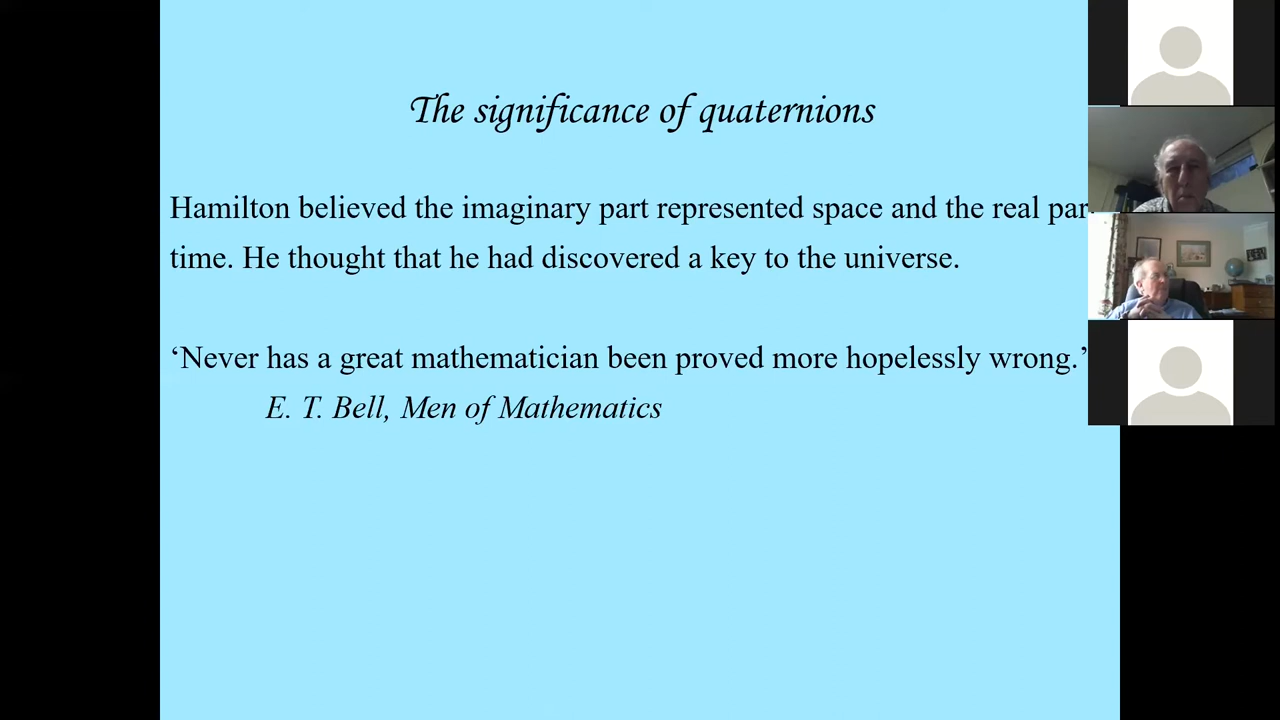 The significance of quaternions
Hamilton believed the imaginary part represented space and the real par
time. He thought that he had discovered a key to the universe.
‘Never has a great mathematician been proved more hopelessly wrong.’
E. T. Bell, Men of Mathematics